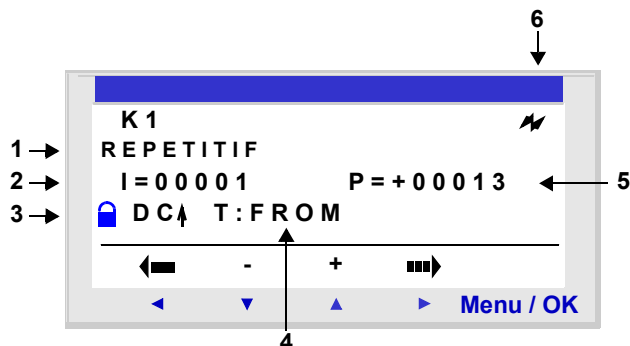 6
K1
1 REPETITIF
2 I=00001 P=+00013 5
3 DC T:FROM
- +
Menu / OK
4